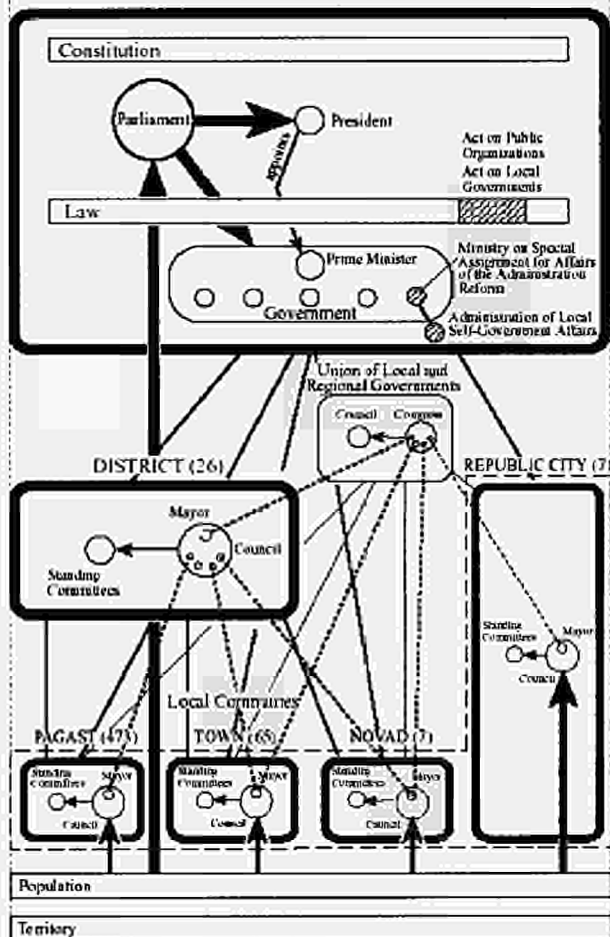 Constitution
Parliament
President
appoints
Act on Public
Organizations
Act on Local
Governments
Law
Prime Minister
Ministry on Special
Assignment for Affairs
of the Administration
Reform
Government
Administration of Local
Self-Government Affairs
Union of Local and
Regional Governments
Council
Congress
DISTRICT (26)
REPUBLIC CITY (7)
Mayor
Council
Standing
Committees
Standing
Committees
Mayor
Council
Local Communities
PAGAST (473)
TOWN (65)
NOVAD (7)
Standing
Committees
Mayor
Council
Standing
Committees
Mayor
Council
Standing
Committees
Mayor
Council
Population
Territory